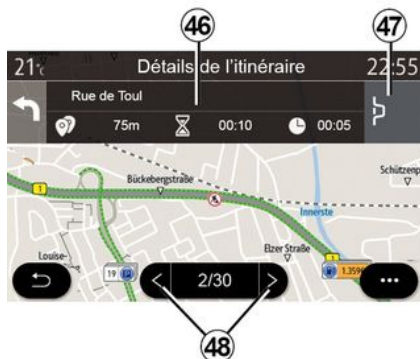 46
47
21°c
Détails de l'itinéraire
22:55
Rue de Toul
75m
00:10
00:05
Schützenp
1
Bückebergstraße
Innerste
Elzer Straße
1
Louise-
19
P
2/30
1.359
48